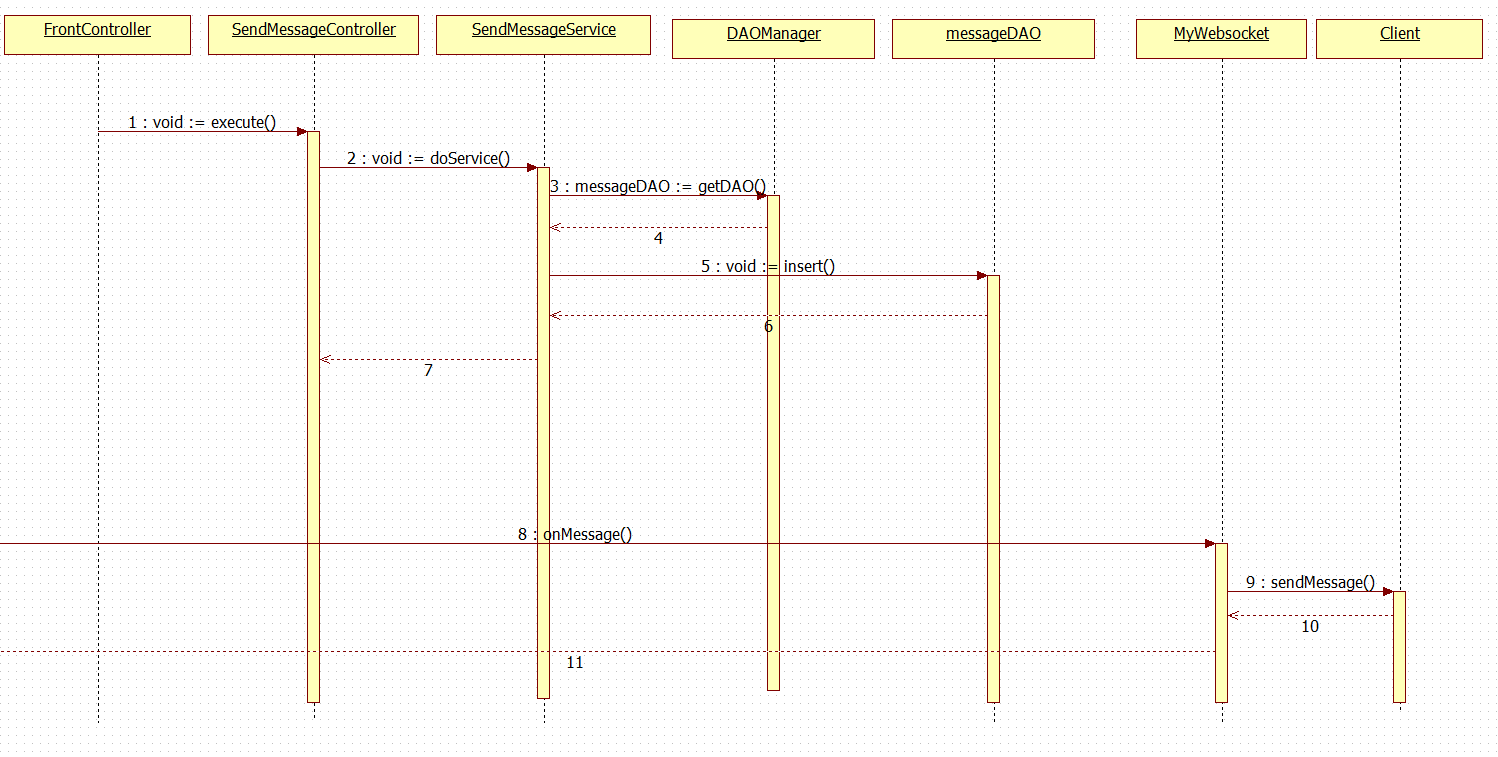 FrontController
SendMessageController
SendMessageService
DAOManager
messageDAO
MyWebsocket
Client
1 : void := execute()
2 : void := doService()
3 : messageDAO := getDAO()
4
5 : void := insert()
6
7
8 : onMessage()
9 : sendMessage()
10
11